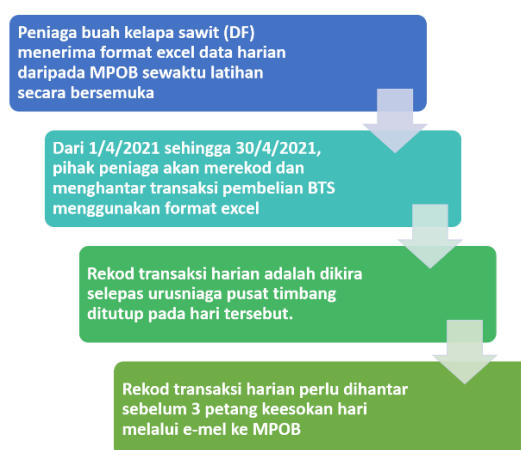 Peniaga buah kelapa sawit (DF)
menerima format excel data harian
daripada MPOB sewaktu latihan
secara bersemuka
Dari 1/4/2021 sehingga 30/4/2021,
pihak peniaga akan merekod dan
menghantar transaksi pembelian BTS
menggunakan format excel
Rekod transaksi harian adalah dikira
selepas urusniaga pusat timbang
ditutup pada hari tersebut.
Rekod transaksi harian perlu dihantar
sebelum 3 petang keesokan hari
melalui e-mel ke MPOB